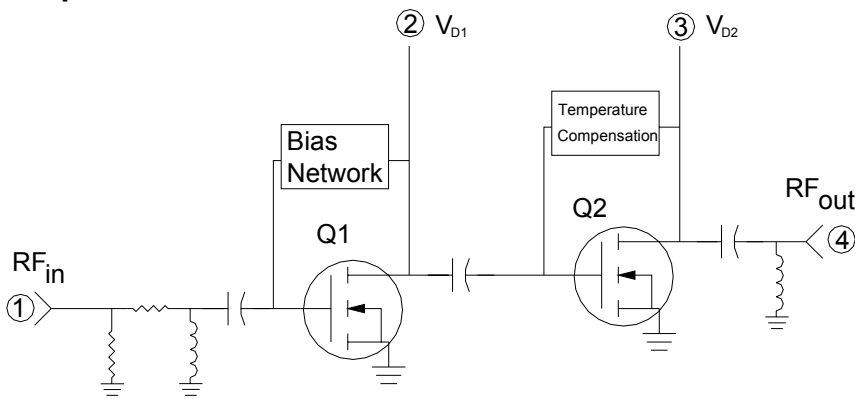 ② V_D1
③ V_D2
Bias
Network
Temperature
Compensation
Q1
Q2
RF_in
①
RF_out
④